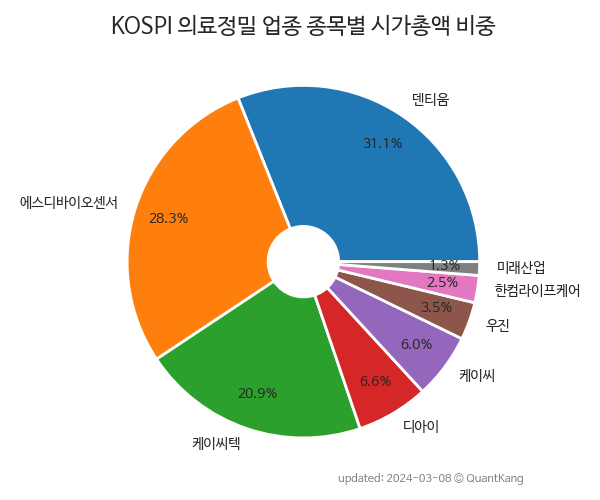 KOSPI 의료정밀 업종 종목별 시가총액 비중
덴티움
31.1%
에스디바이오센서
28.3%
1.3%
미래산업
2.5%
한컴라이프케어
3.5%
우진
6.0%
케이씨
6.6%
디아이
20.9%
케이씨텍
updated: 2024-03-08 © QuantKang